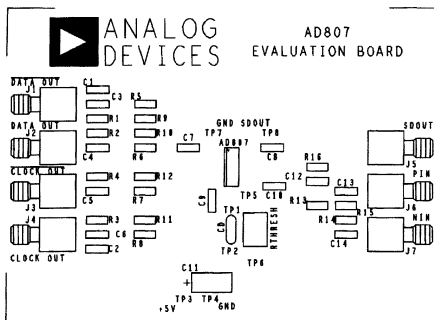 ANALOG
DEVICES
AD807
EVALUATION BOARD
DATA OUT
J1
C1
C3
R5
R1
R9
DATA OUT
J2
R2
R10
C4
R6
C7
GND SDOUT
TP7
TP8
AD807
C8
SDOUT
J5
CLOCK OUT
J3
R4
R12
C5
R7
R16
C12
C13
PIN
J6
C9
TP5
C10
J4
R3
R11
C6
R8
C2
CLOCK OUT
TP1
CD
TP2
RTHRESH
TP6
R13
R14
R15
C14
NIN
J7
C11
+
TP3
TP4
+5V
GND